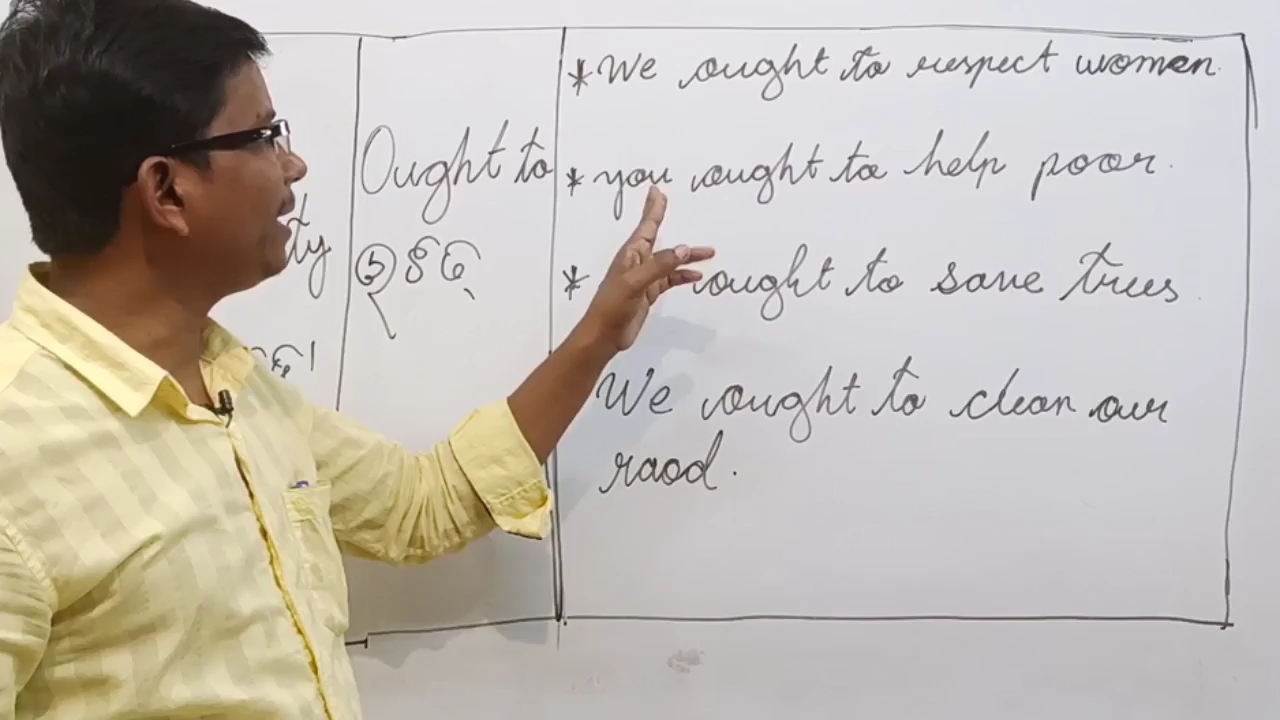 Ought to
ଉଚିତ୍
* We ought to respect women.
* you ought to help poor.
* ought to save trees.
We ought to clean our
raod.